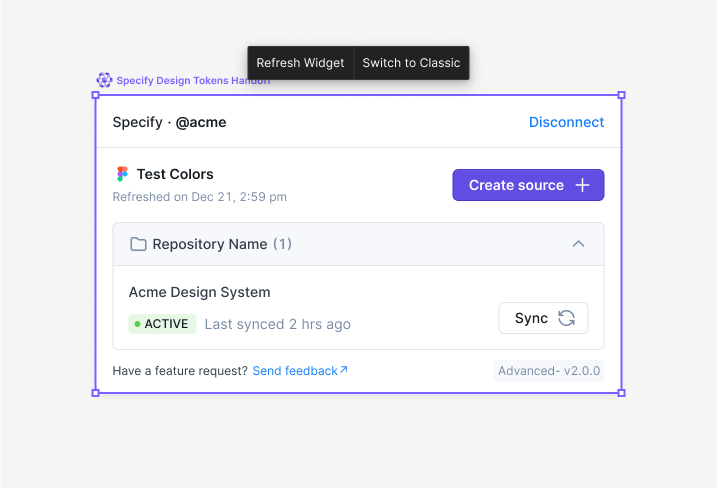 Refresh Widget
Switch to Classic
Specify Design Tokens Handoff
Specify · @acme
Disconnect
Test Colors
Refreshed on Dec 21, 2:59 pm
Create source
Repository Name (1)
Acme Design System
ACTIVE
Last synced 2 hrs ago
Sync
Have a feature request? Send feedback↗
Advanced- v2.0.0